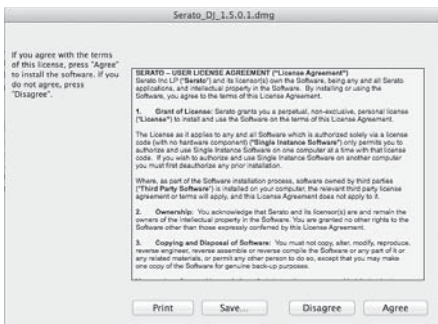 Serato_DJ_1.5.0.1.dmg
If you agree with the terms
of this license, press "Agree"
to install the software. If you
do not agree, press
"Disagree".
SERATO – USER LICENSE AGREEMENT ("License Agreement")
Serato Inc LP ("Serato") and its licensor(s) own the Software, being any and all Serato
applications, and intellectual property in the Software. By installing or using the
Software, you agree to the terms of this License Agreement.
1. Grant of License: Serato grants you a perpetual, non-exclusive, personal license
("License") to install and use the Software on the terms of this License Agreement.
The License as it applies to any and all Software which is authorized solely via a license
code (with no hardware component) ("Single Instance Software") only permits you to
authorize and use Single Instance Software on one computer at a time with that license
code. If you wish to authorize and use Single Instance Software on another computer
you must first deauthorize any prior installation.
Where, as part of the Software installation process, software owned by third parties
("Third Party Software") is installed on your computer, the relevant third party license
agreement or terms will apply, and this License Agreement does not apply to it.
2. Ownership: You acknowledge that Serato and its licensor(s) are and remain the
owners of the intellectual property in the Software. You are granted no other rights to the
Software other than those expressly conferred by this License Agreement.
3. Copying and Disposal of Software: You must not copy, alter, modify, reproduce,
reverse engineer, reverse assemble or reverse compile the Software or any part of it or
any related materials, or permit any other person to do so, except that you may make
one copy of the Software for genuine back-up purposes.
Print
Save...
Disagree
Agree